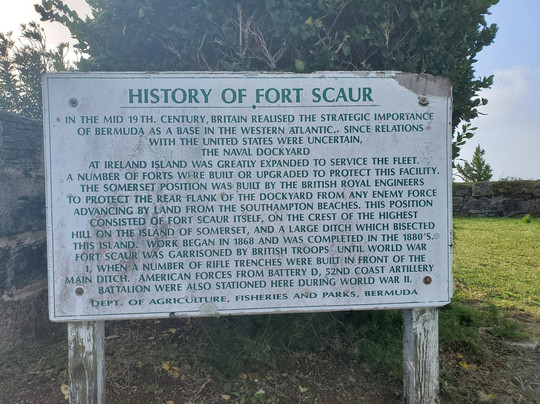 HISTORY OF FORT SCAUR
IN THE MID 19TH. CENTURY, BRITAIN REALISED THE STRATEGIC IMPORTANCE
OF BERMUDA AS A BASE IN THE WESTERN ATLANTIC. SINCE RELATIONS
WITH THE UNITED STATES WERE UNCERTAIN,
THE NAVAL DOCKYARD
AT IRELAND ISLAND WAS GREATLY EXPANDED TO SERVICE THE FLEET.
A NUMBER OF FORTS WERE BUILT OR UPGRADED TO PROTECT THIS FACILITY.
THE SOMERSET POSITION WAS BUILT BY THE BRITISH ROYAL ENGINEERS
TO PROTECT THE REAR FLANK OF THE DOCKYARD FROM ANY ENEMY FORCE
ADVANCING BY LAND FROM THE SOUTHAMPTON BEACHES. THIS POSITION
CONSISTED OF FORT SCAUR ITSELF, ON THE CREST OF THE HIGHEST
HILL ON THE ISLAND OF SOMERSET, AND A LARGE DITCH WHICH BISECTED
THIS ISLAND. WORK BEGAN IN 1868 AND WAS COMPLETED IN THE 1880'S.
FORT SCAUR WAS GARRISONED BY BRITISH TROOPS UNTIL WORLD WAR
I, WHEN A NUMBER OF RIFLE TRENCHES WERE BUILT IN FRONT OF THE
MAIN DITCH. AMERICAN FORCES FROM BATTERY D, 52ND COAST ARTILLERY
BATTALION WERE ALSO STATIONED HERE DURING WORLD WAR II.
DEPT. OF AGRICULTURE, FISHERIES AND PARKS, BERMUDA